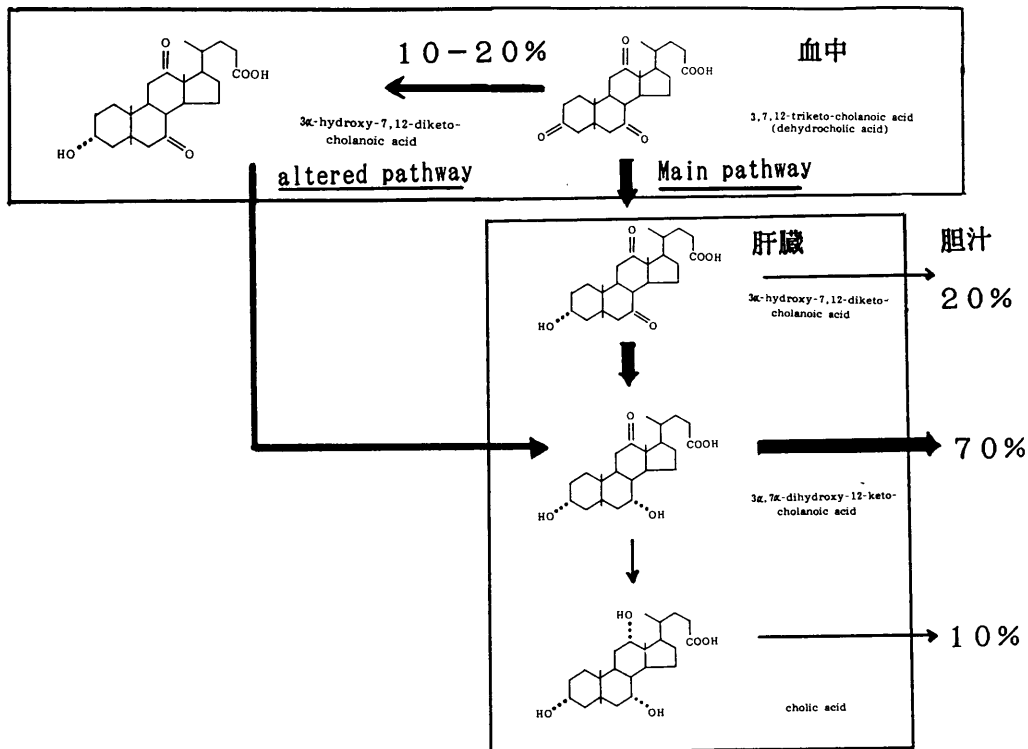 10-20%
血中
3α-hydroxy-7,12-diketo-
cholanoic acid
3,7,12-triketo-cholanoic acid
(dehydrocholic acid)
altered pathway
Main pathway
肝臓
胆汁
3α-hydroxy-7,12-diketo-
cholanoic acid
20%
70%
3α,7α-dihydroxy-12-keto-
cholanoic acid
10%
cholic acid
O
COOH
HO
O
O
COOH
O
O
O
COOH
HO
O
O
COOH
HO
OH
HO
COOH
HO
OH